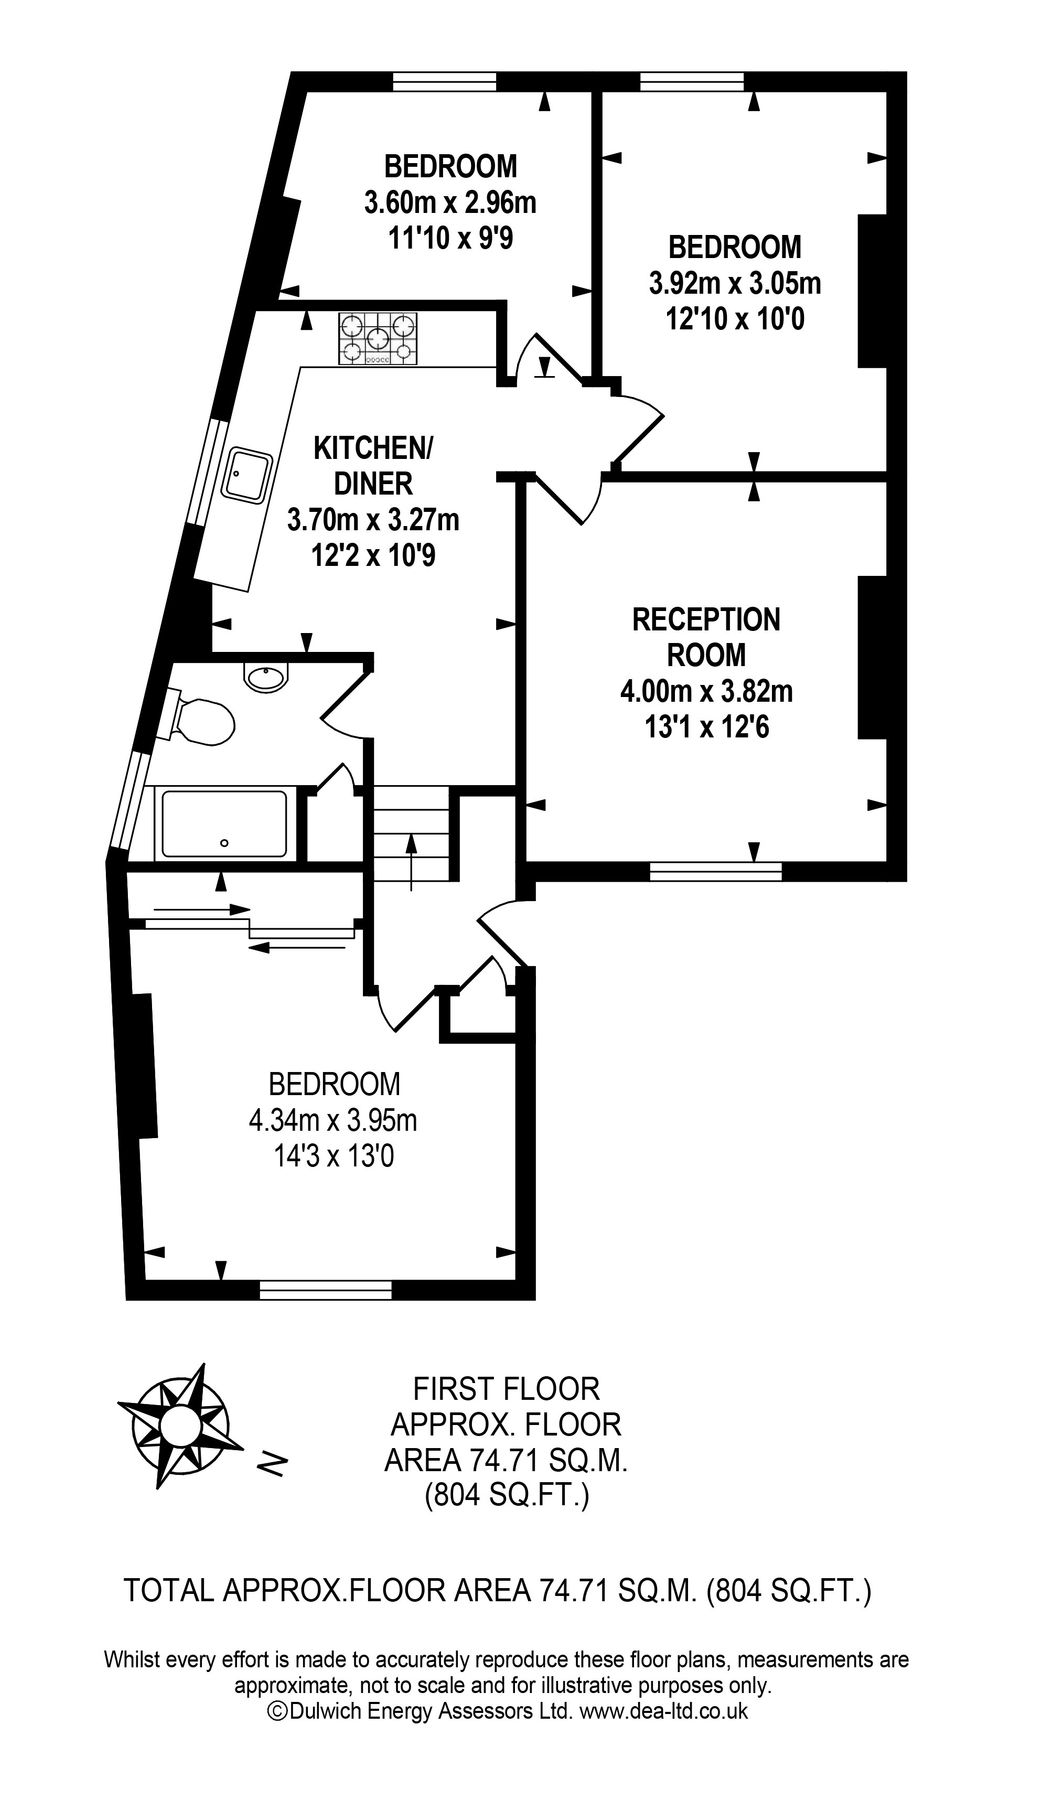 BEDROOM
3.60m x 2.96m
11'10 x 9'9
BEDROOM
3.92m x 3.05m
12'10 x 10'0
KITCHEN/
DINER
3.70m x 3.27m
12'2 x 10'9
RECEPTION
ROOM
4.00m x 3.82m
13'1 x 12'6
BEDROOM
4.34m x 3.95m
14'3 x 13'0
N
FIRST FLOOR
APPROX. FLOOR
AREA 74.71 SQ.M.
(804 SQ.FT.)
TOTAL APPROX.FLOOR AREA 74.71 SQ.M. (804 SQ.FT.)
Whilst every effort is made to accurately reproduce these floor plans, measurements are
approximate, not to scale and for illustrative purposes only.
©Dulwich Energy Assessors Ltd. www.dea-ltd.co.uk